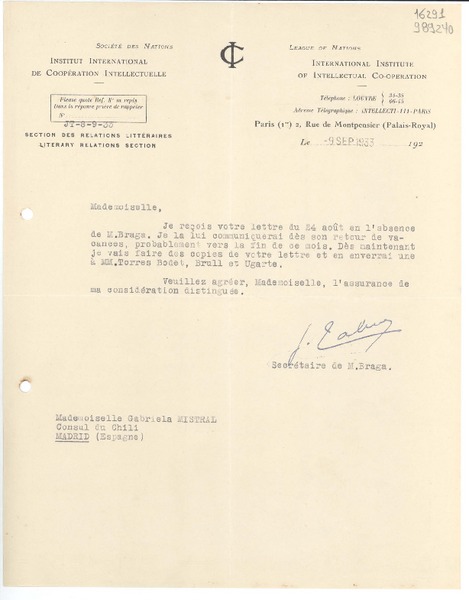 16291
989240
Société des Nations
Institut International
de Coopération Intellectuelle
IC
League of Nations
International Institute
of Intellectual Co-operation
Please quote Ref. Nº in reply
Dans la réponse prière de rappeler
Nº
JT-8-9-33
SECTION DES RELATIONS LITTÉRAIRES
LITERARY RELATIONS SECTION
Téléphone : LOUVRE
Adresse Télégraphique : INTELLECTI-111-PARIS
Paris (1er) 2, Rue de Montpensier (Palais-Royal)
Le -9 SEP. 1933 192
Mademoiselle,
Je reçois votre lettre du 24 août en l'absence
de M.Braga. Je la lui communiquerai dès son retour de va-
cances, probablement vers la fin de ce mois. Dès maintenant
je vais faire des copies de votre lettre et en enverrai une
à MM.Torres Bodet, Brull et Ugarte.
Veuillez agréer, Mademoiselle, l'assurance de
ma considération distinguée.
Secrétaire de M.Braga.
Mademoiselle Gabriela MISTRAL
Consul du Chili
MADRID (Espagne)